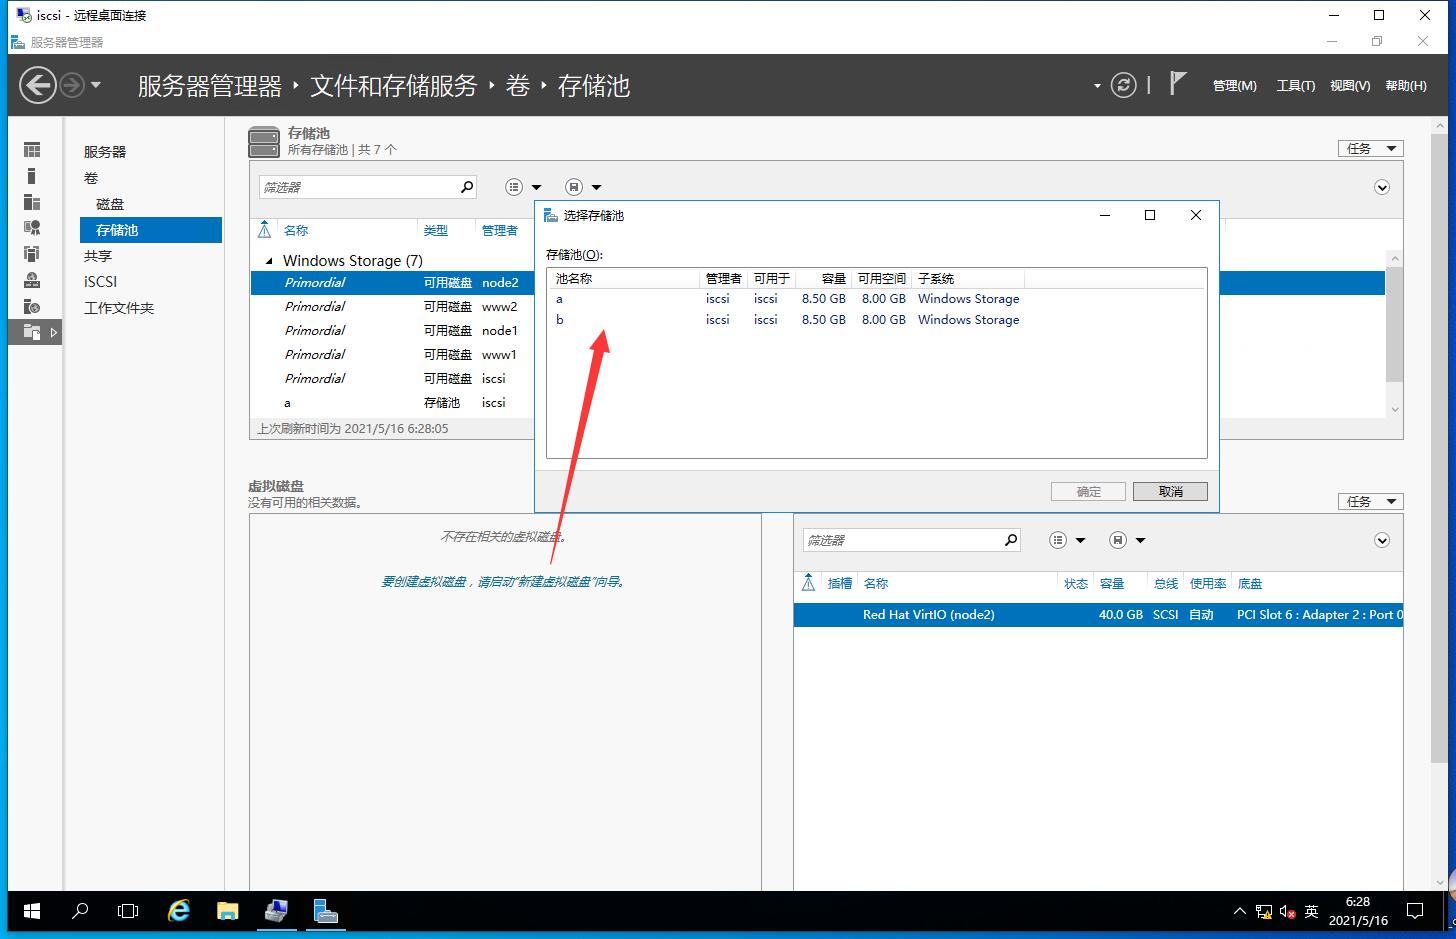 iscsi - 远程桌面连接
服务器管理器
服务器管理器 ‣ 文件和存储服务 ‣ 卷 ‣ 存储池
管理(M) 工具(T) 视图(V) 帮助(H)
服务器
卷
磁盘
存储池
共享
iSCSI
工作文件夹
存储池
所有存储池 | 共 7 个
任务
筛选器
名称 类型 管理者
Windows Storage (7)
Primordial 可用磁盘 node2
Primordial 可用磁盘 www2
Primordial 可用磁盘 node1
Primordial 可用磁盘 www1
Primordial 可用磁盘 iscsi
a 存储池 iscsi
上次刷新时间为 2021/5/16 6:28:05
选择存储池
存储池(O):
池名称 管理者 可用于 容量 可用空间 子系统
a iscsi iscsi 8.50 GB 8.00 GB Windows Storage
b iscsi iscsi 8.50 GB 8.00 GB Windows Storage
确定 取消
虚拟磁盘
没有可用的相关数据。
不存在相关的虚拟磁盘。
要创建虚拟磁盘，请启动"新建虚拟磁盘"向导。
任务
筛选器
插槽 名称 状态 容量 总线 使用率 底盘
Red Hat VirtIO (node2) 40.0 GB SCSI 自动 PCI Slot 6 : Adapter 2 : Port 0
英
6:28
2021/5/16